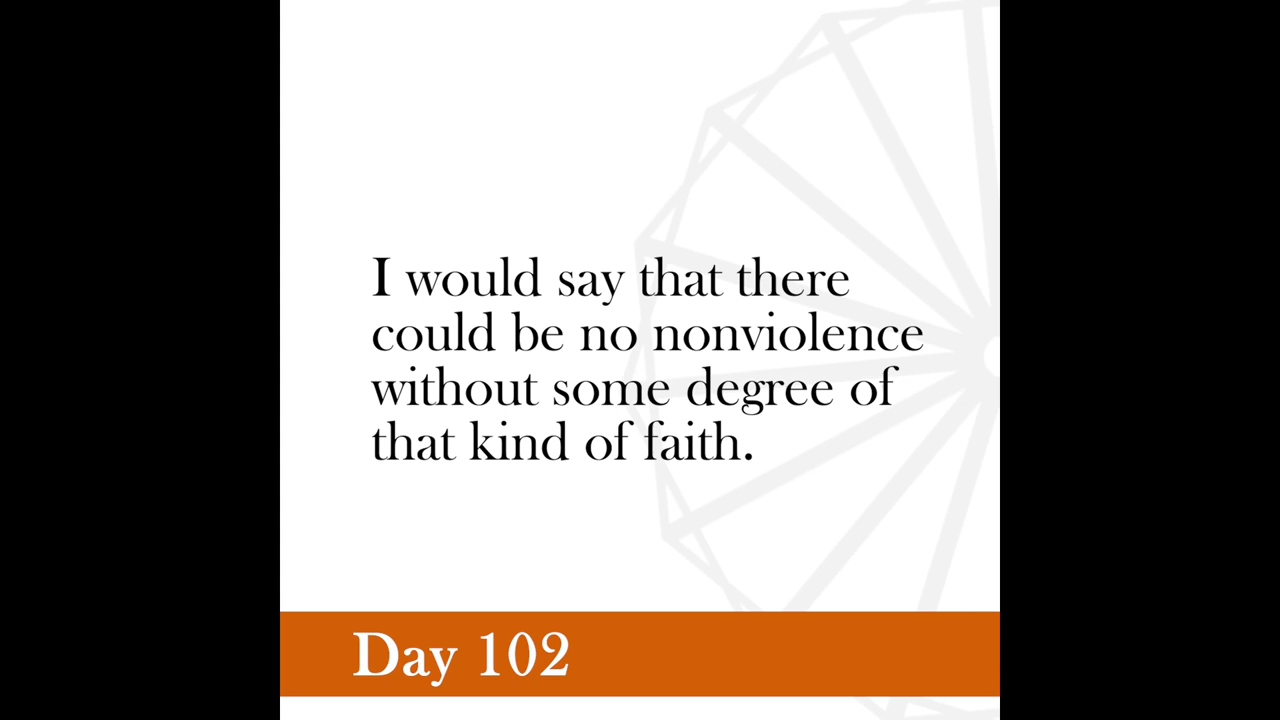 I would say that there
could be no nonviolence
without some degree of
that kind of faith.
Day 102